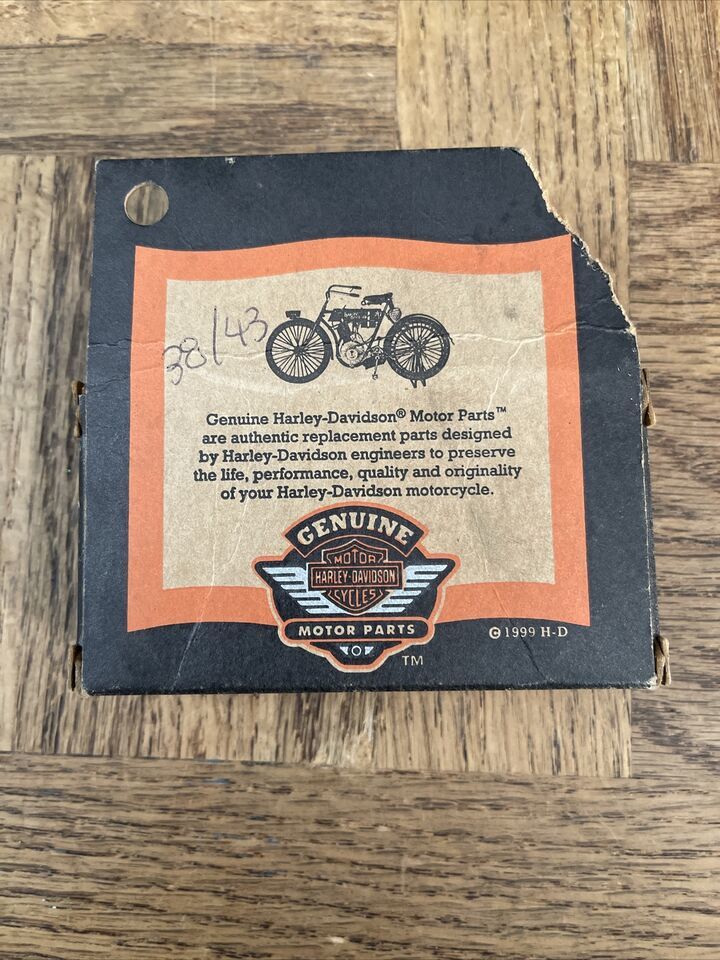 38/43
Genuine Harley-Davidson® Motor Parts™
are authentic replacement parts designed
by Harley-Davidson engineers to preserve
the life, performance, quality and originality
of your Harley-Davidson motorcycle.
GENUINE
MOTOR
HARLEY-DAVIDSON
CYCLES
MOTOR PARTS
TM
© 1999 H-D